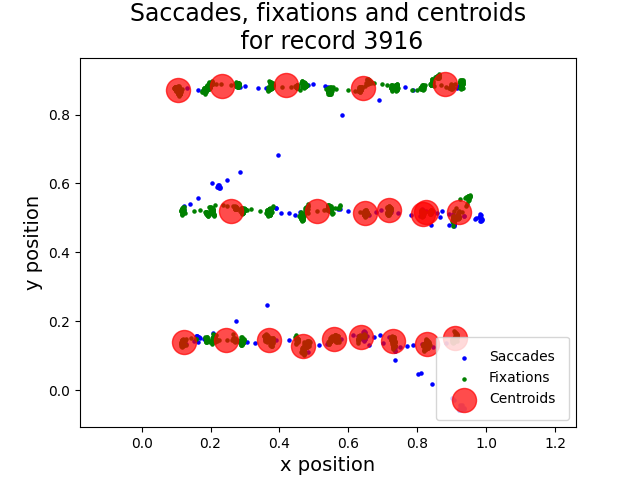 Saccades, fixations and centroids
for record 3916
y position
0.8
0.6
0.4
0.2
0.0
Saccades
Fixations
Centroids
0.0 0.2 0.4 0.6 0.8 1.0 1.2
x position